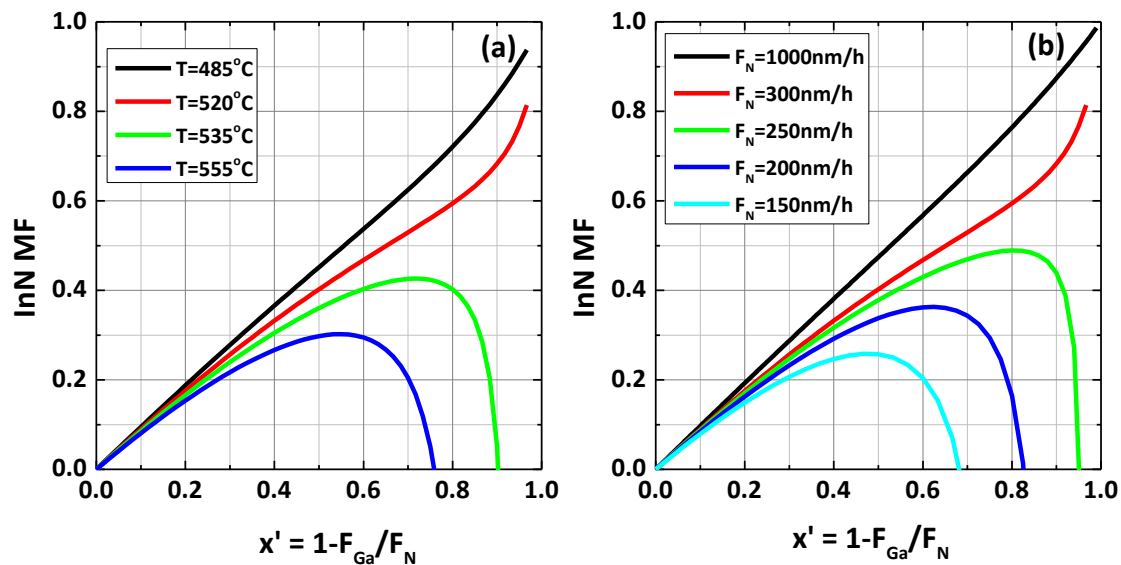 (a)
T=485°C
T=520°C
T=535°C
T=555°C
InN MF
1.0
0.8
0.6
0.4
0.2
0.0
0.0 0.2 0.4 0.6 0.8 1.0
x' = 1-F_Ga/F_N
(b)
F_N=1000nm/h
F_N=300nm/h
F_N=250nm/h
F_N=200nm/h
F_N=150nm/h
InN MF
1.0
0.8
0.6
0.4
0.2
0.0
0.0 0.2 0.4 0.6 0.8 1.0
x' = 1-F_Ga/F_N